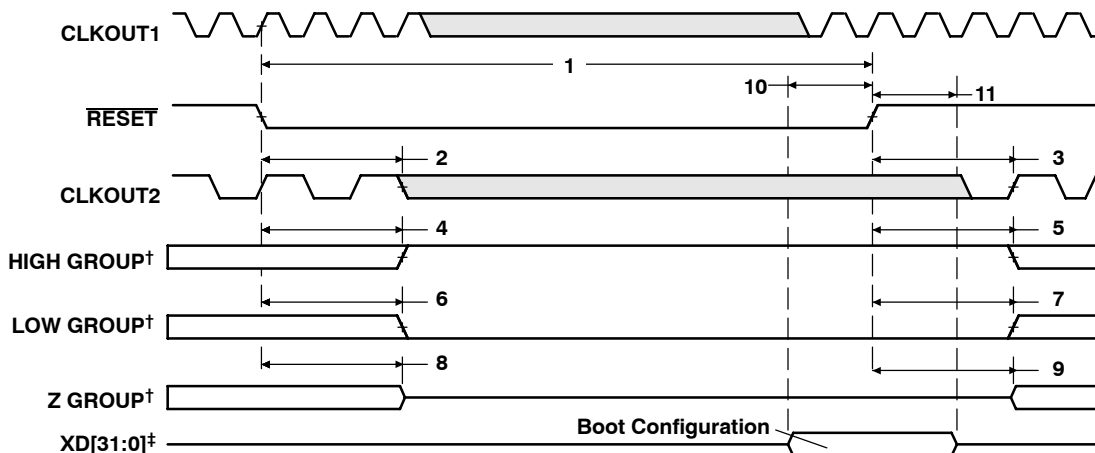 CLKOUT1
1
10
11
RESET
2
3
CLKOUT2
4
5
HIGH GROUP†
6
7
LOW GROUP†
8
9
Z GROUP†
Boot Configuration
XD[31:0]‡